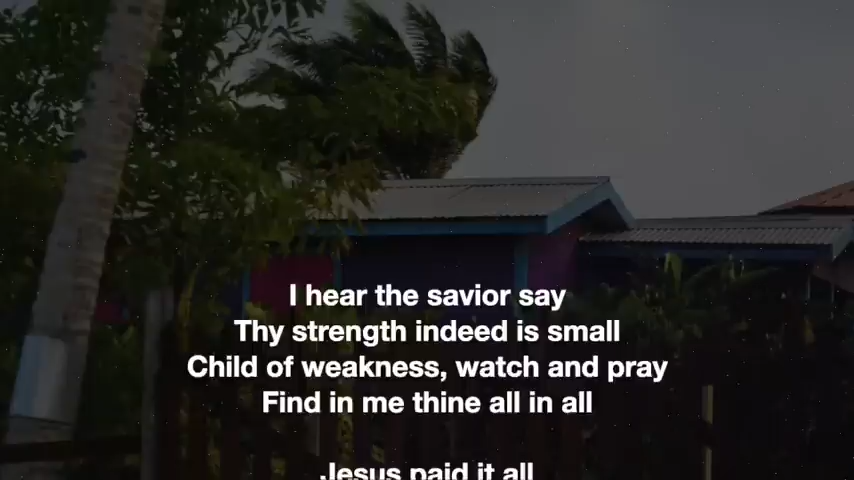 I hear the savior say
Thy strength indeed is small
Child of weakness, watch and pray
Find in me thine all in all
Jesus paid it all